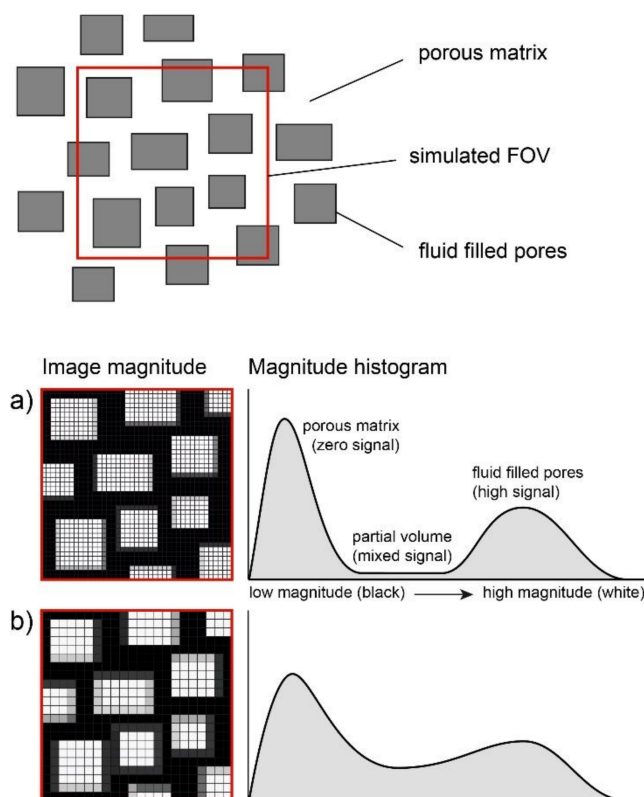 porous matrix
simulated FOV
fluid filled pores
Image magnitude
Magnitude histogram
a)
porous matrix
(zero signal)
fluid filled pores
(high signal)
partial volume
(mixed signal)
low magnitude (black)
high magnitude (white)
b)